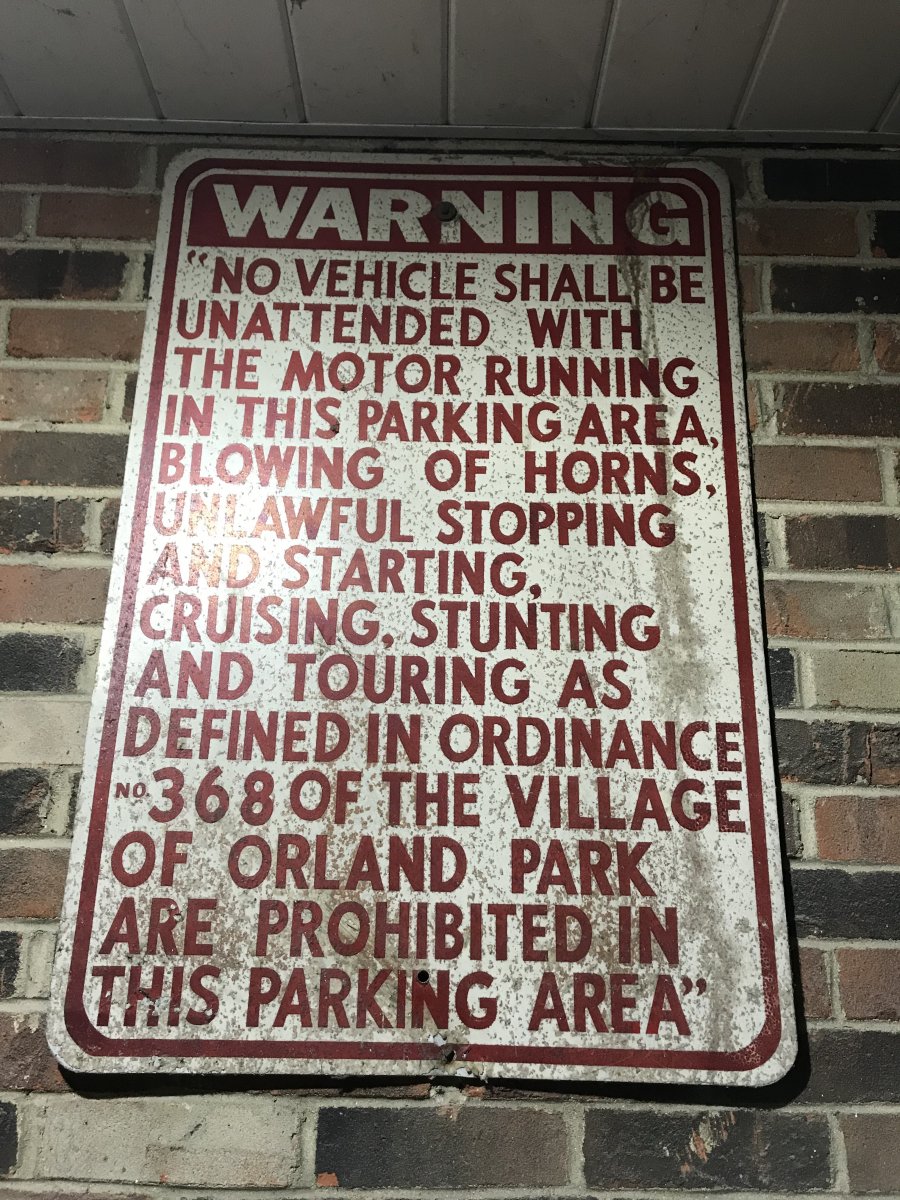 WARNING
"NO VEHICLE SHALL BE
UNATTENDED WITH
THE MOTOR RUNNING
IN THIS PARKING AREA,
BLOWING OF HORNS,
UNLAWFUL STOPPING
AND STARTING,
CRUISING, STUNTING
AND TOURING AS
DEFINED IN ORDINANCE
NO. 368 OF THE VILLAGE
OF ORLAND PARK
ARE PROHIBITED IN
THIS PARKING AREA"